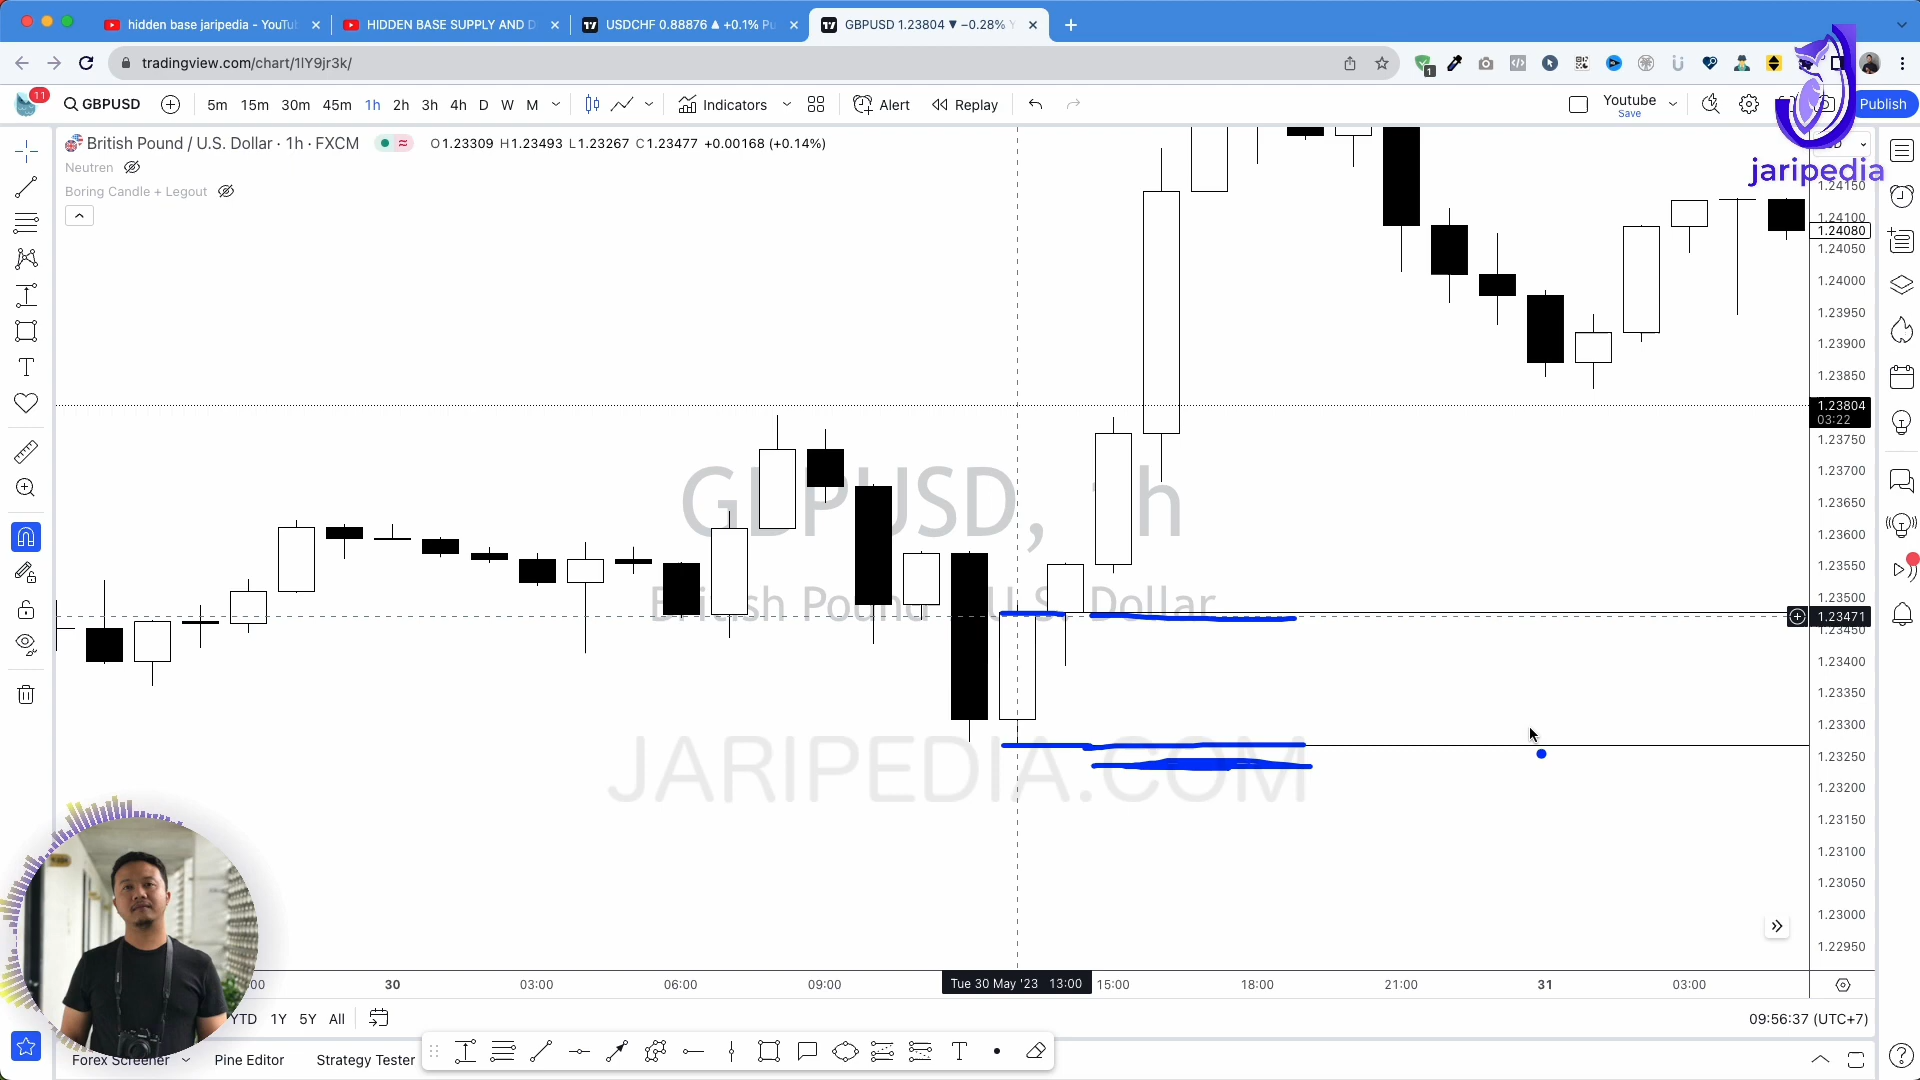 hidden base jaripedia - YouTu
HIDDEN BASE SUPPLY AND D
USDCHF 0.88876 ▲ +0.1% Pu
GBPUSD 1.23804 ▼ −0.28% Y
tradingview.com/chart/1lY9jr3k/
11
GBPUSD
5m 15m 30m 45m 1h 2h 3h 4h D W M
Indicators
Alert
Replay
Youtube
Save
Publish
1
jaripedia
British Pound / U.S. Dollar · 1h · FXCM
O1.23309 H1.23493 L1.23267 C1.23477 +0.00168 (+0.14%)
Neutren
Boring Candle + Legout
GBPUSD, 1h
British Pound / U.S. Dollar
JARIPEDIA.COM
1.24150
1.24100
1.24080
1.24050
1.24000
1.23950
1.23900
1.23850
1.23804
03:22
1.23750
1.23700
1.23650
1.23600
1.23550
1.23500
1.23471
1.23450
1.23400
1.23350
1.23300
1.23250
1.23200
1.23150
1.23100
1.23050
1.23000
1.22950
:00 30 03:00 06:00 09:00 Tue 30 May '23 13:00 15:00 18:00 21:00 31 03:00
YTD 1Y 5Y All
09:56:37 (UTC+7)
Forex Screener Pine Editor Strategy Tester